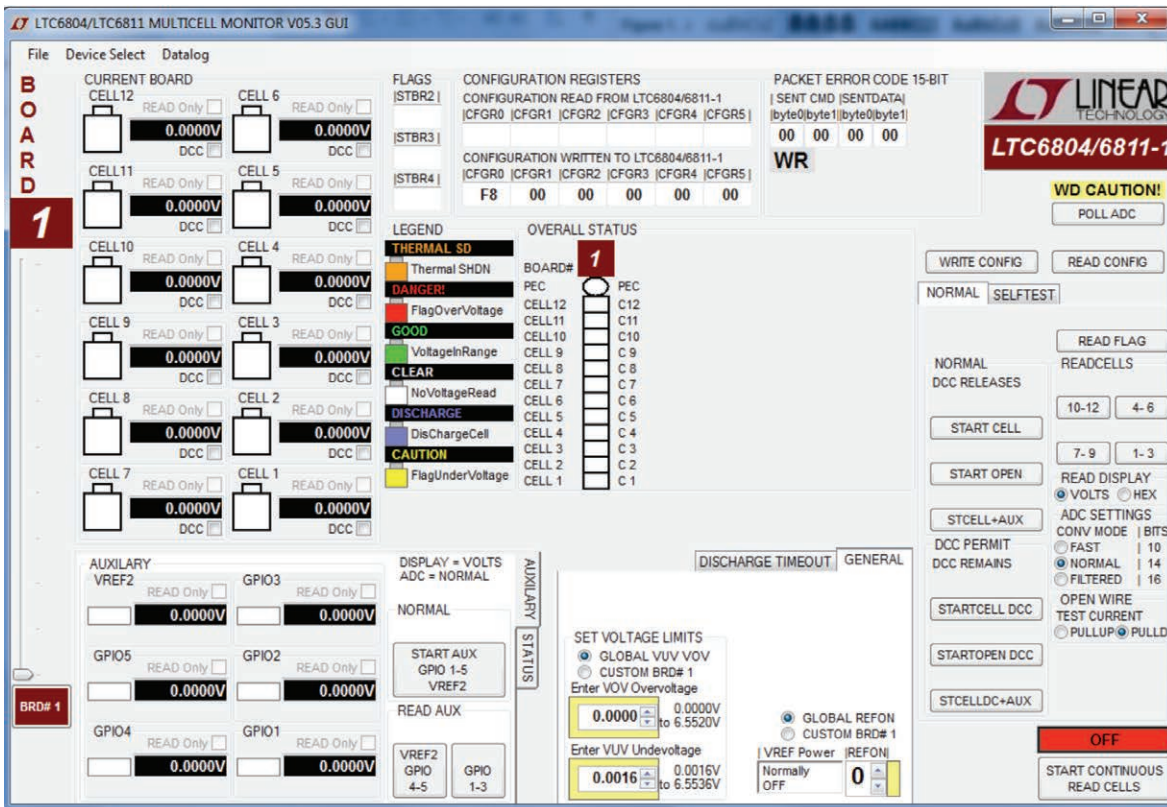 LTC6804/LTC6811 MULTICELL MONITOR V05.3 GUI
File Device Select Datalog
BOARD
1
BRD# 1
CURRENT BOARD
CELL12 READ Only
0.0000V
DCC
CELL 6 READ Only
0.0000V
DCC
CELL11 READ Only
0.0000V
DCC
CELL 5 READ Only
0.0000V
DCC
CELL10 READ Only
0.0000V
DCC
CELL 4 READ Only
0.0000V
DCC
CELL 9 READ Only
0.0000V
DCC
CELL 3 READ Only
0.0000V
DCC
CELL 8 READ Only
0.0000V
DCC
CELL 2 READ Only
0.0000V
DCC
CELL 7 READ Only
0.0000V
DCC
CELL 1 READ Only
0.0000V
DCC
FLAGS
|STBR2 |
|STBR3 |
|STBR4 |
CONFIGURATION REGISTERS
CONFIGURATION READ FROM LTC6804/6811-1
|CFGR0 |CFGR1 |CFGR2 |CFGR3 |CFGR4 |CFGR5 |
CONFIGURATION WRITTEN TO LTC6804/6811-1
|CFGR0 |CFGR1 |CFGR2 |CFGR3 |CFGR4 |CFGR5 |
F8 00 00 00 00 00
PACKET ERROR CODE 15-BIT
| SENT CMD |SENTDATA|
|byte0|byte1||byte0|byte1|
00 00 00 00
WR
LINEAR
TECHNOLOGY
LTC6804/6811-1
WD CAUTION!
POLL ADC
WRITE CONFIG READ CONFIG
LEGEND
THERMAL SD
Thermal SHDN
DANGER!
FlagOverVoltage
GOOD
VoltageInRange
CLEAR
NoVoltageRead
DISCHARGE
DisChargeCell
CAUTION
FlagUnderVoltage
OVERALL STATUS
BOARD# 1
PEC PEC
CELL12 C12
CELL11 C11
CELL10 C10
CELL 9 C 9
CELL 8 C 8
CELL 7 C 7
CELL 6 C 6
CELL 5 C 5
CELL 4 C 4
CELL 3 C 3
CELL 2 C 2
CELL 1 C 1
NORMAL SELFTEST
READ FLAG
NORMAL
DCC RELEASES
START CELL
START OPEN
STCELL+AUX
DCC PERMIT
DCC REMAINS
STARTCELL DCC
STARTOPEN DCC
STCELLDC+AUX
READCELLS
10-12 4- 6
7- 9 1- 3
READ DISPLAY
VOLTS HEX
ADC SETTINGS
CONV MODE | BITS
FAST | 10
NORMAL | 14
FILTERED | 16
OPEN WIRE
TEST CURRENT
PULLUP PULLD
OFF
START CONTINUOUS
READ CELLS
AUXILARY
VREF2 READ Only
0.0000V
GPIO3 READ Only
0.0000V
GPIO5 READ Only
0.0000V
GPIO2 READ Only
0.0000V
GPIO4 READ Only
0.0000V
GPIO1 READ Only
0.0000V
DISPLAY = VOLTS
ADC = NORMAL
NORMAL
START AUX
GPIO 1-5
VREF2
READ AUX
VREF2
GPIO
4-5
GPIO
1-3
AUXILARY
STATUS
DISCHARGE TIMEOUT GENERAL
SET VOLTAGE LIMITS
GLOBAL VUV VOV
CUSTOM BRD# 1
Enter VOV Overvoltage
0.0000 0.0000V
to 6.5520V
Enter VUV Undevoltage
0.0016 0.0016V
to 6.5536V
GLOBAL REFON
CUSTOM BRD# 1
| VREF Power |REFON|
Normally
OFF
0